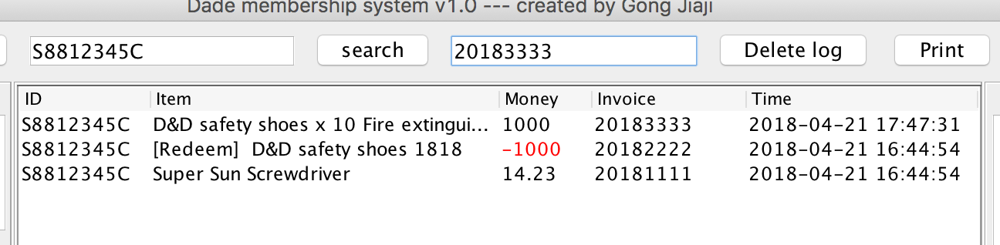 Dade membership system v1.0 --- created by Gong Jiaji
S8812345C search 20183333 Delete log Print
ID Item Money Invoice Time
S8812345C D&D safety shoes x 10 Fire extingui... 1000 20183333 2018-04-21 17:47:31
S8812345C [Redeem] D&D safety shoes 1818 -1000 20182222 2018-04-21 16:44:54
S8812345C Super Sun Screwdriver 14.23 20181111 2018-04-21 16:44:54